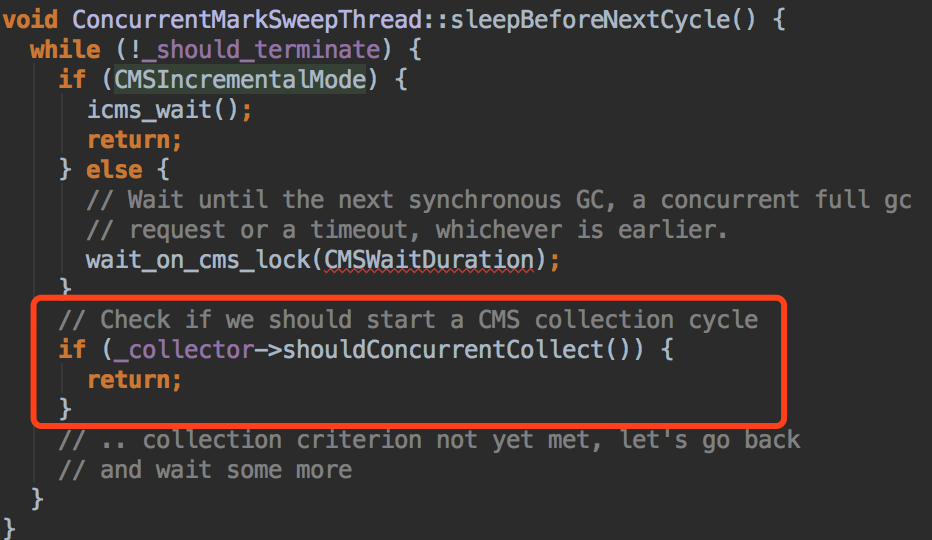 void ConcurrentMarkSweepThread::sleepBeforeNextCycle() {
  while (!_should_terminate) {
    if (CMSIncrementalMode) {
      icms_wait();
      return;
    } else {
      // Wait until the next synchronous GC, a concurrent full gc
      // request or a timeout, whichever is earlier.
      wait_on_cms_lock(CMSWaitDuration);
    }
    // Check if we should start a CMS collection cycle
    if (_collector->shouldConcurrentCollect()) {
      return;
    }
    // .. collection criterion not yet met, let's go back
    // and wait some more
  }
}